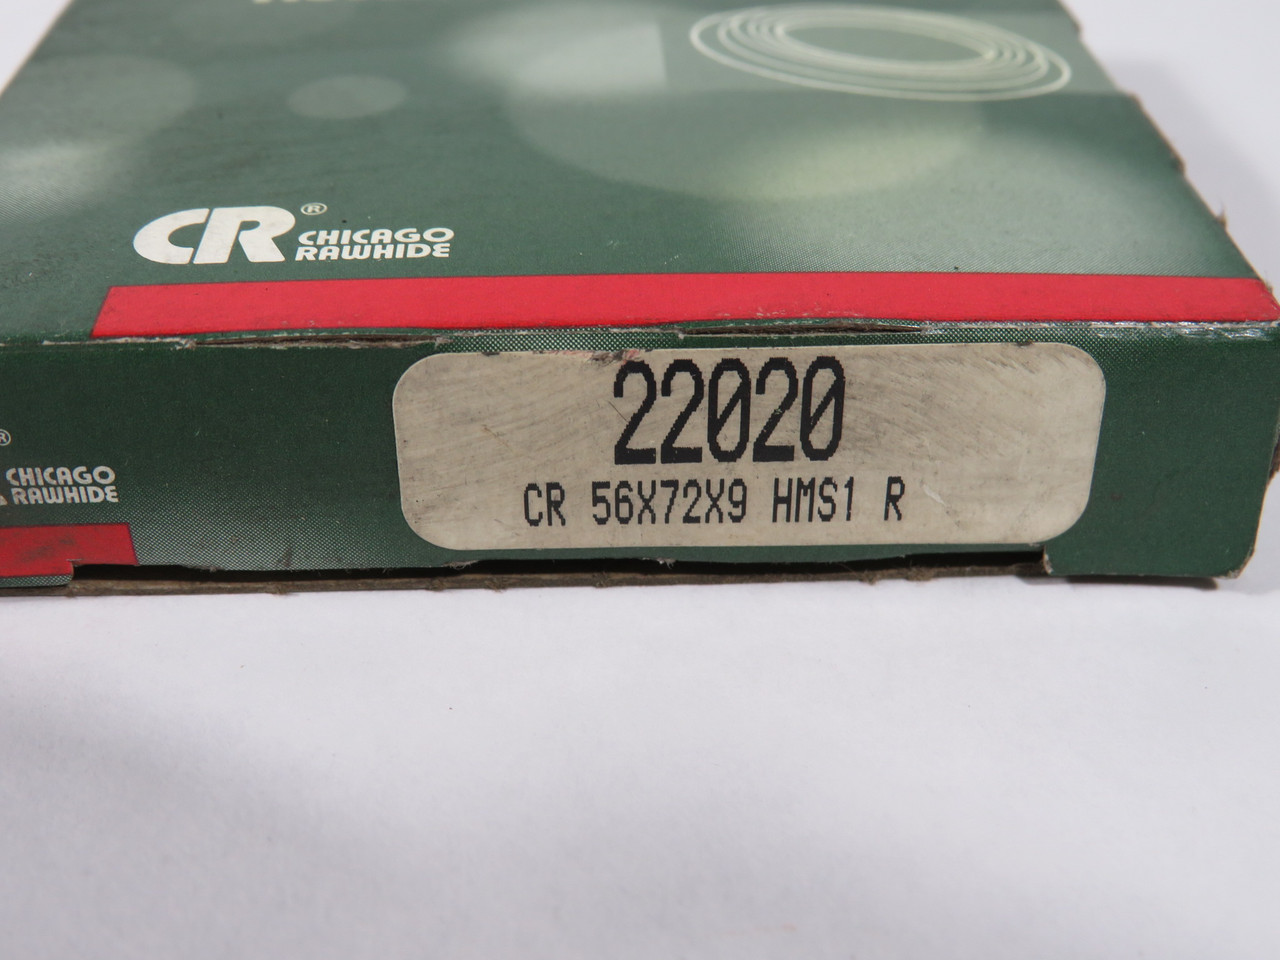 CR® CHICAGO
RAWHIDE
22020
CR 56X72X9 HMS1 R
®
CHICAGO
RAWHIDE